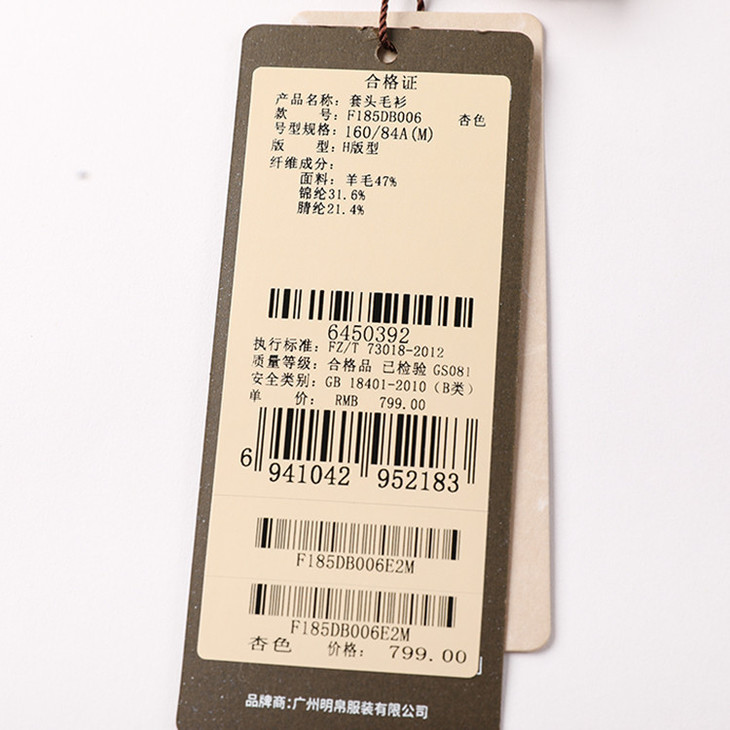 合格证
产品名称: 套头毛衫
款 号: F185DB006 杏色
号型规格: 160/84A(M)
版 型: H版型
纤维成分:
面料: 羊毛47%
锦纶31.6%
腈纶21.4%
6450392
执行标准: FZ/T 73018-2012
质量等级: 合格品 已检验 GS081
安全类别: GB 18401-2010 (B类)
单 价: RMB 799.00
6 941042 952183
F185DB006E2M
F185DB006E2M
杏色 价格: 799.00
品牌商:广州明帛服装有限公司